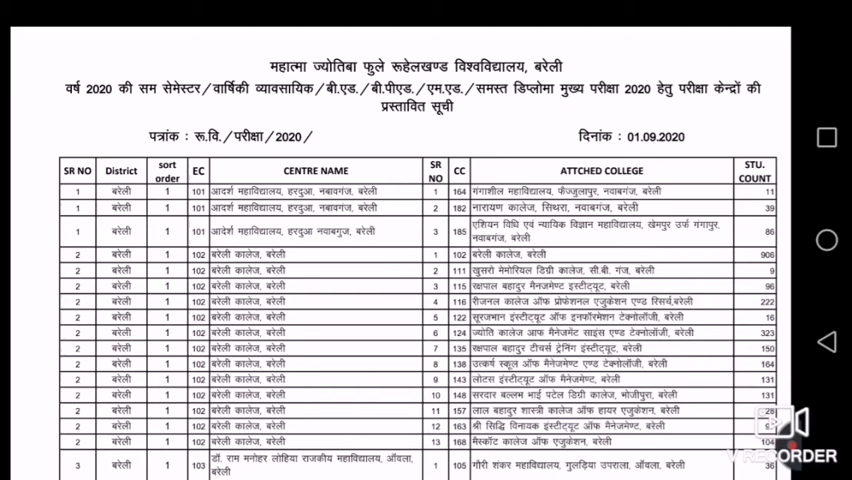 महात्मा ज्योतिबा फुले रूहेलखण्ड विश्वविद्यालय, बरेली
वर्ष 2020 की सम सेमेस्टर/वार्षिकी व्यावसायिक/बी.एड./बी.पीएड./एम.एड./समस्त डिप्लोमा मुख्य परीक्षा 2020 हेतु परीक्षा केन्द्रों की
प्रस्तावित सूची
पत्रांक : रू.वि./परीक्षा/2020/ दिनांक : 01.09.2020
SR NO District sort order EC CENTRE NAME SR NO CC ATTCHED COLLEGE STU. COUNT
1 बरेली 1 101 आदर्श महाविद्यालय, हरदुआ, नबावगंज, बरेली 1 164 गंगाशील महाविद्यालय, फैज्जुलापुर, नवाबगंज, बरेली 11
1 बरेली 1 101 आदर्श महाविद्यालय, हरदुआ, नबावगंज, बरेली 2 182 नारायण कालेज, सिथरा, नवाबगंज, बरेली 39
1 बरेली 1 101 आदर्श महाविद्यालय, हरदुआ नवाबगुज, बरेली 3 185 एशियन विधि एवं न्यायिक विज्ञान महाविद्यालय, खेमपुर उर्फ गंगापुर, नवाबगंज, बरेली 86
2 बरेली 1 102 बरेली कालेज, बरेली 1 102 बरेली कालेज, बरेली 906
2 बरेली 1 102 बरेली कालेज, बरेली 2 111 खुसरो मेमोरियल डिग्री कालेज, सी.बी. गंज, बरेली 9
2 बरेली 1 102 बरेली कालेज, बरेली 3 115 रक्षपाल बहादुर मैनजमेण्ट इंस्टीट्यूट, बरेली 96
2 बरेली 1 102 बरेली कालेज, बरेली 4 116 रीजनल कालेज ऑफ प्रोफेशनल एजुकेशन एण्ड रिसर्च,बरेली 222
2 बरेली 1 102 बरेली कालेज, बरेली 5 122 सूरजभान इंस्टीट्यूट ऑफ इनफॉरमेशन टेक्नोलॉजी, बरेली 16
2 बरेली 1 102 बरेली कालेज, बरेली 6 124 ज्योति कालेज आफ मैनेजमेंट साइंस एण्ड टेक्नोलॉजी, बरेली 323
2 बरेली 1 102 बरेली कालेज, बरेली 7 135 रक्षपाल बहादुर टीचर्स ट्रेनिंग इंस्टीट्यूट, बरेली 150
2 बरेली 1 102 बरेली कालेज, बरेली 8 138 उत्कर्ष स्कूल ऑफ मैनेजमेण्ट एण्ड टेक्नोलॉजी, बरेली 164
2 बरेली 1 102 बरेली कालेज, बरेली 9 143 लोटस इंस्टीट्यूट ऑफ मैनेजमेंट, बरेली 131
2 बरेली 1 102 बरेली कालेज, बरेली 10 148 सरदार बल्लभ भाई पटेल डिग्री कालेज, भोजीपुरा, बरेली 131
2 बरेली 1 102 बरेली कालेज, बरेली 11 157 लाल बहादुर शास्त्री कालेज ऑफ हायर एजुकेशन, बरेली 28
2 बरेली 1 102 बरेली कालेज, बरेली 12 163 श्री सिद्धि विनायक इंस्टीट्यूट ऑफ मैनेजमेण्ट, बरेली
2 बरेली 1 102 बरेली कालेज, बरेली 13 168 मैस्कॉट कालेज ऑफ एजुकेशन, बरेली 104
3 बरेली 1 103 डॉ. राम मनोहर लोहिया राजकीय महाविद्यालय, आँवला, बरेली 1 105 गौरी शंकर महाविद्यालय, गुलड़िया उपराला, आँवला, बरेली 36
V RECORDER